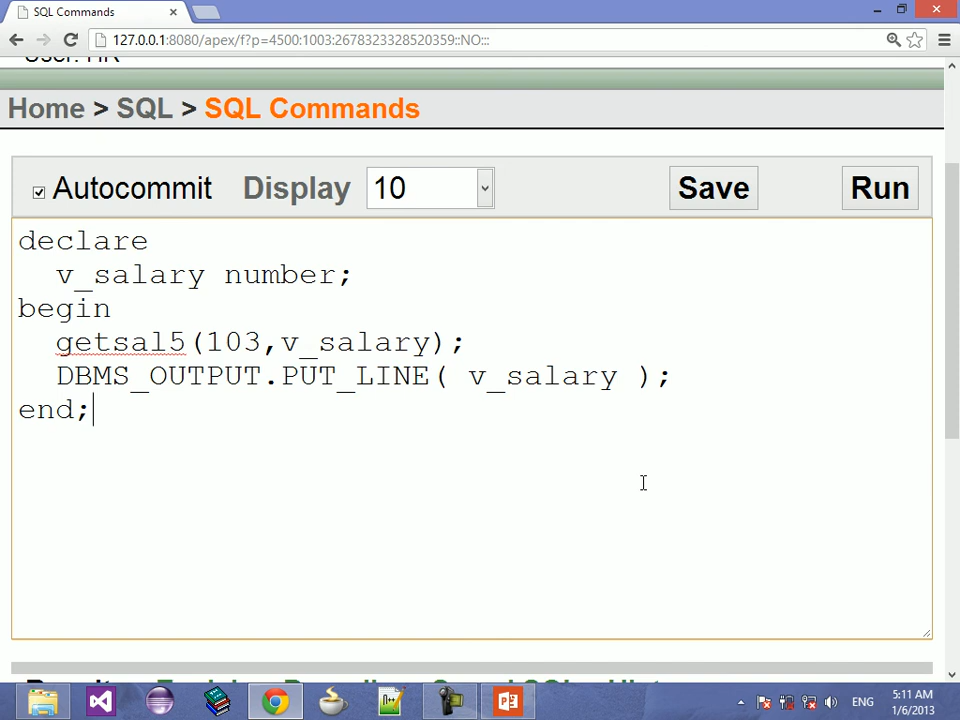 SQL Commands
127.0.0.1:8080/apex/f?p=4500:1003:2678323328520359::NO:::
User: HR
Home > SQL > SQL Commands
Autocommit Display 10 Save Run
declare
v_salary number;
begin
getsal5(103,v_salary);
DBMS_OUTPUT.PUT_LINE( v_salary );
end;
ENG
5:11 AM
1/6/2013